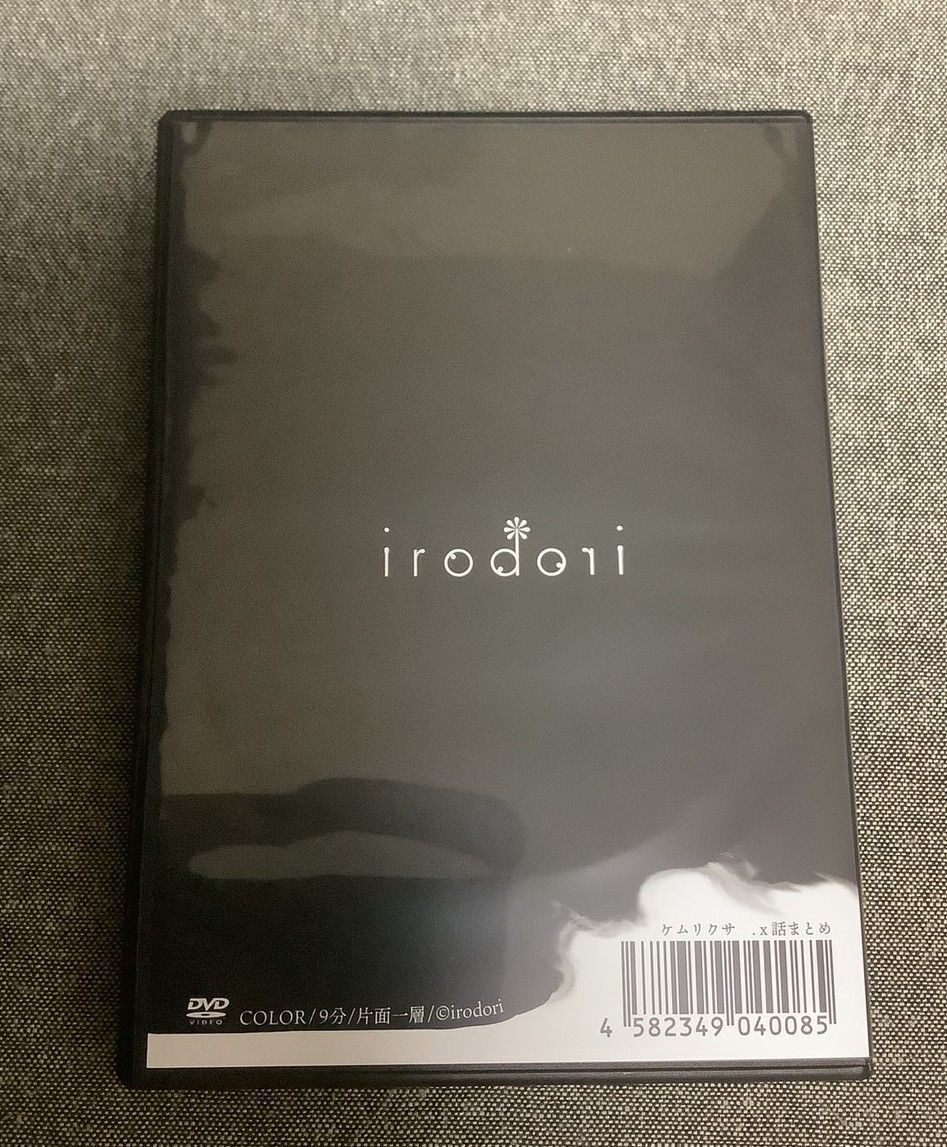 irodori
ケムリクサ .x話まとめ
4 582349 040085
DVD
VIDEO
COLOR/9分/片面一層/©irodori